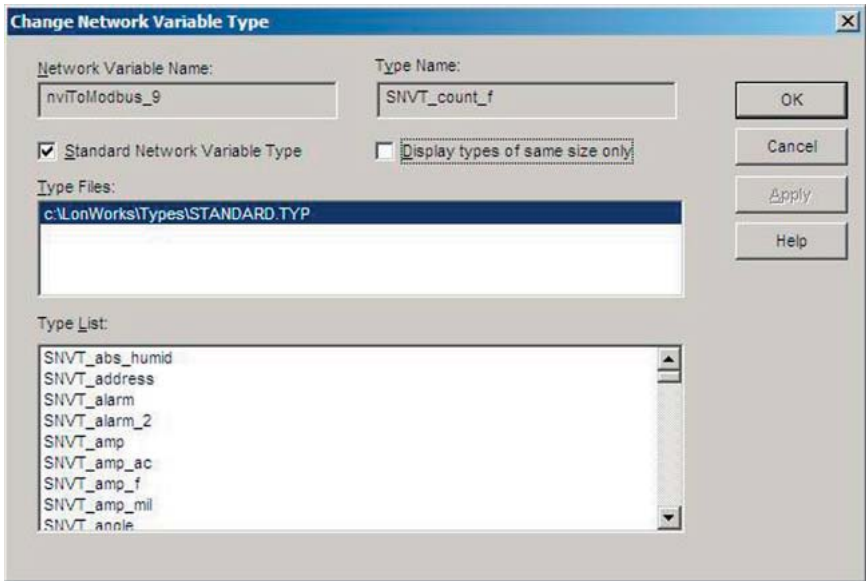 Change Network Variable Type
Network Variable Name:
Type Name:
nviToModbus_9
SNVT_count_f
OK
Standard Network Variable Type
Display types of same size only
Cancel
Type Files:
Apply
c:\LonWorks\Types\STANDARD.TYP
Help
Type List:
SNVT_abs_humid
SNVT_address
SNVT_alarm
SNVT_alarm_2
SNVT_amp
SNVT_amp_ac
SNVT_amp_f
SNVT_amp_mil
SNVT_angle